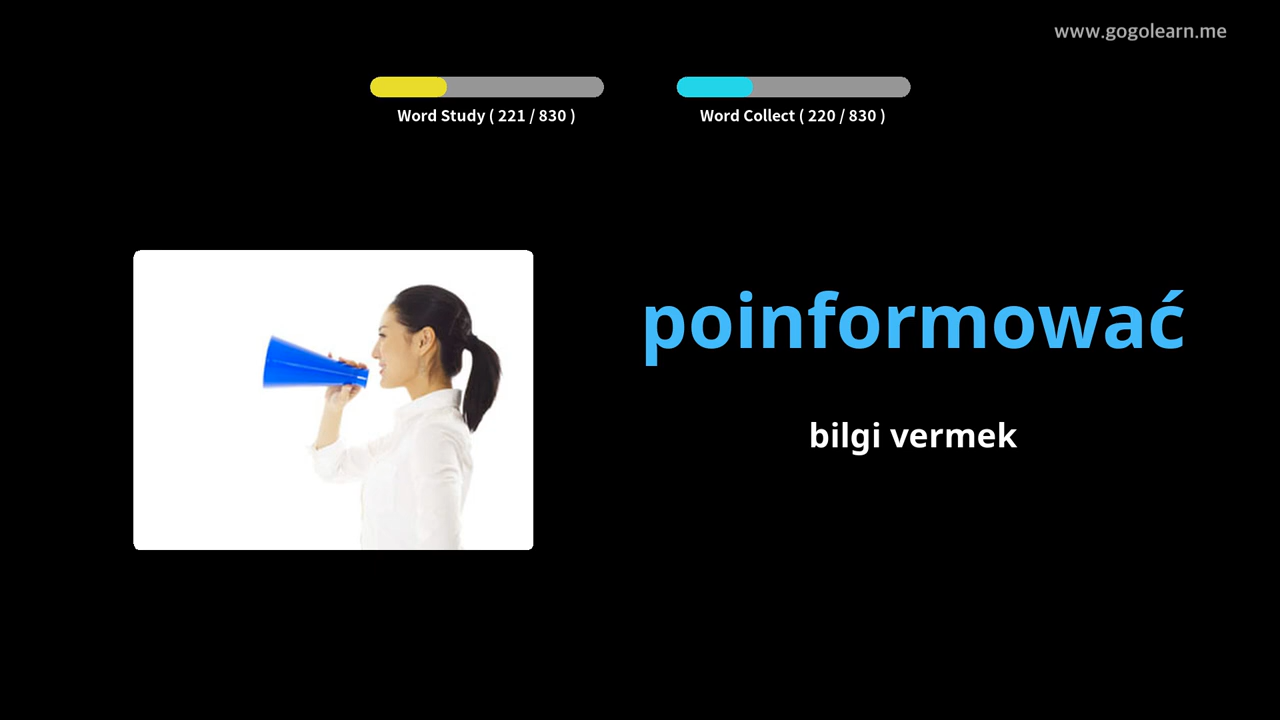 www.gogolearn.me
Word Study ( 221 / 830 )
Word Collect ( 220 / 830 )
poinformować
bilgi vermek